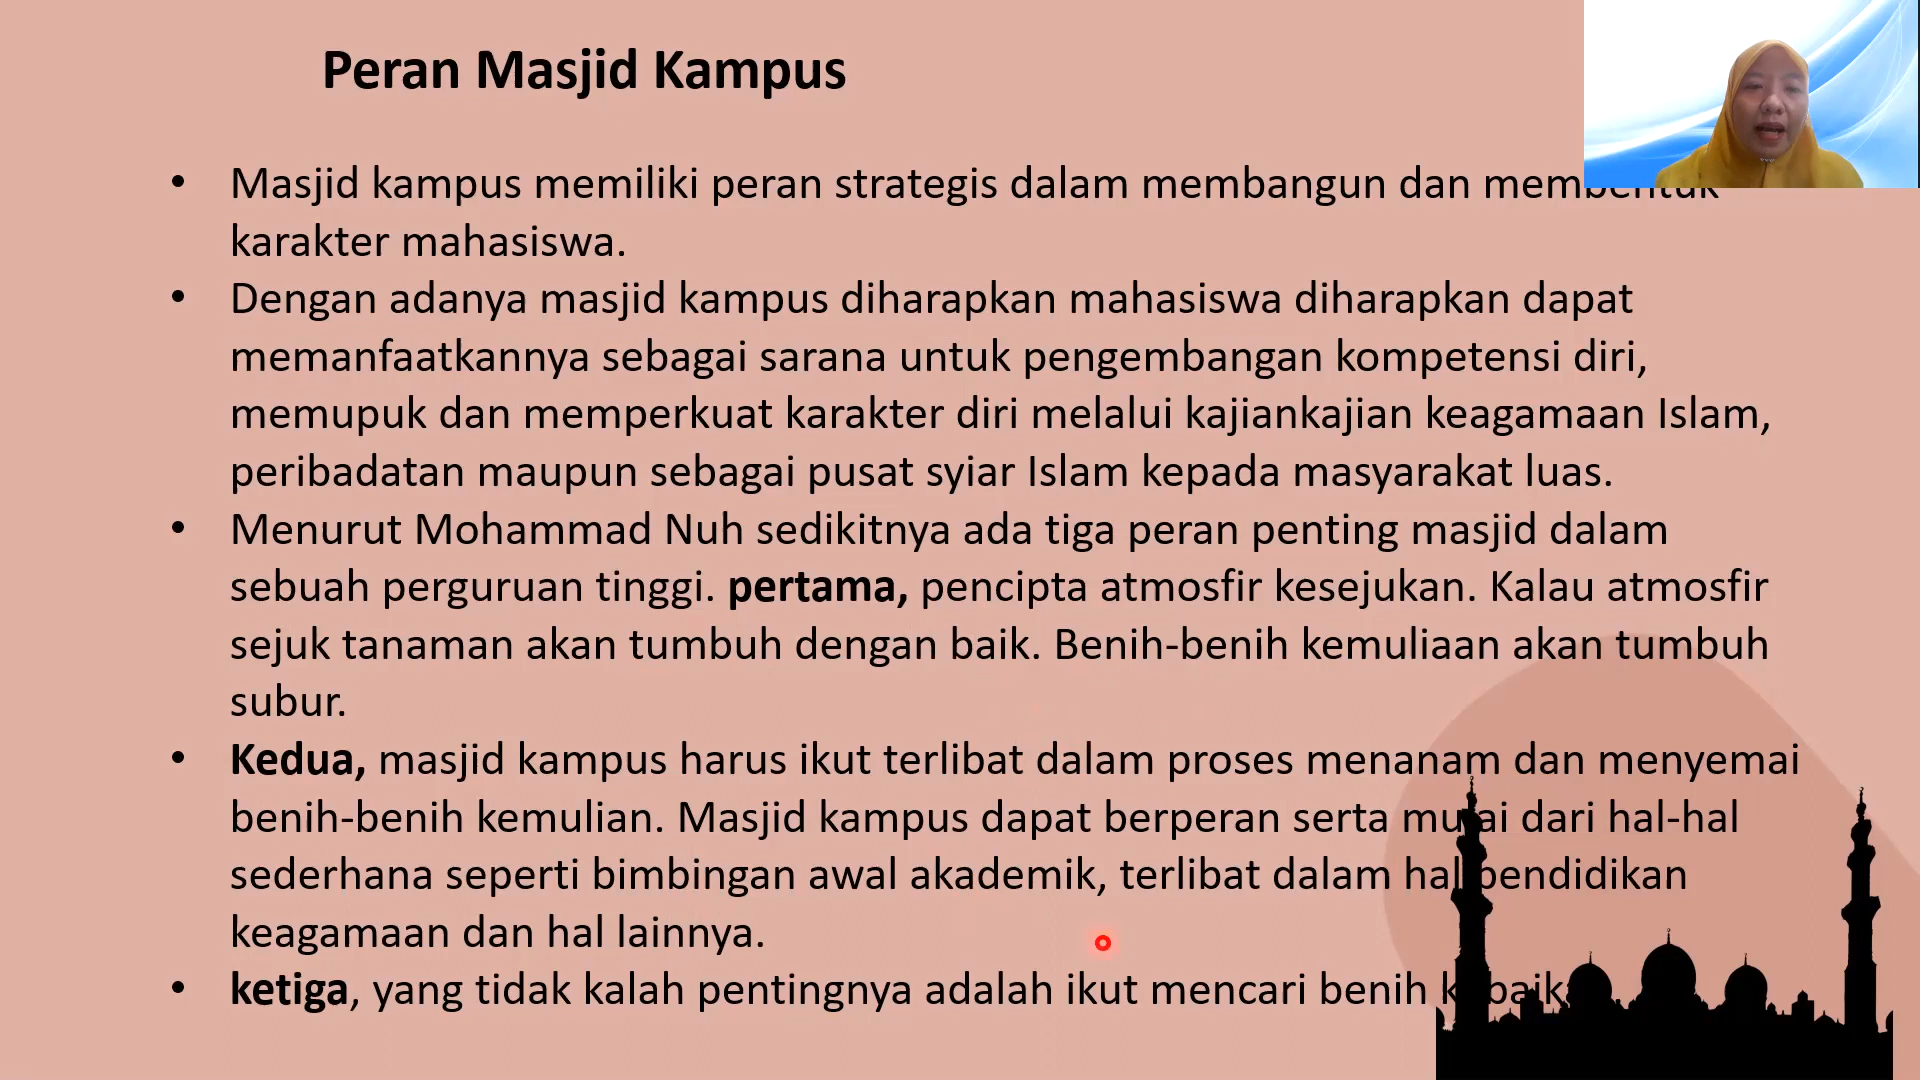 Peran Masjid Kampus
• Masjid kampus memiliki peran strategis dalam membangun dan membentuk
karakter mahasiswa.
• Dengan adanya masjid kampus diharapkan mahasiswa diharapkan dapat
memanfaatkannya sebagai sarana untuk pengembangan kompetensi diri,
memupuk dan memperkuat karakter diri melalui kajiankajian keagamaan Islam,
peribadatan maupun sebagai pusat syiar Islam kepada masyarakat luas.
• Menurut Mohammad Nuh sedikitnya ada tiga peran penting masjid dalam
sebuah perguruan tinggi. pertama, pencipta atmosfir kesejukan. Kalau atmosfir
sejuk tanaman akan tumbuh dengan baik. Benih-benih kemuliaan akan tumbuh
subur.
• Kedua, masjid kampus harus ikut terlibat dalam proses menanam dan menyemai
benih-benih kemulian. Masjid kampus dapat berperan serta mulai dari hal-hal
sederhana seperti bimbingan awal akademik, terlibat dalam hal pendidikan
keagamaan dan hal lainnya.
• ketiga, yang tidak kalah pentingnya adalah ikut mencari benih